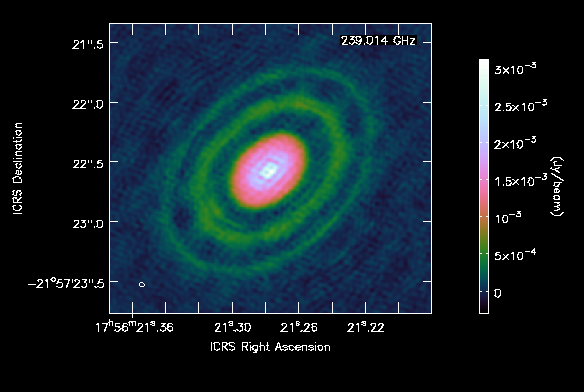 239.014 GHz
21".5
22".0
22".5
23".0
-21°57'23".5
17ʰ56ᵐ21ˢ.36
21ˢ.30
21ˢ.26
21ˢ.22
ICRS Right Ascension
ICRS Declination
3×10⁻³
2.5×10⁻³
2×10⁻³
1.5×10⁻³
10⁻³
5×10⁻⁴
0
(Jy/beam)